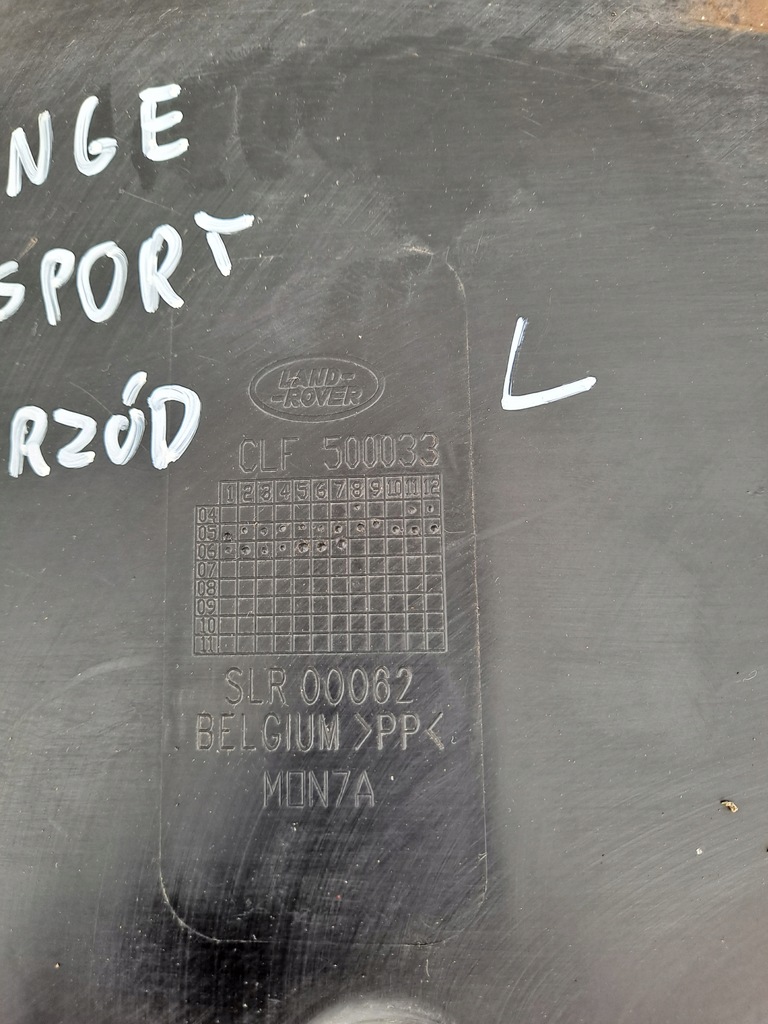 NGE
SPORT
RZÓD
L
LAND-
-ROVER
CLF 500033
1 2 3 4 5 6 7 8 9 10 11 12
04
05
06
07
08
09
10
11
SLR 00062
BELGIUM >PP<
MON7A